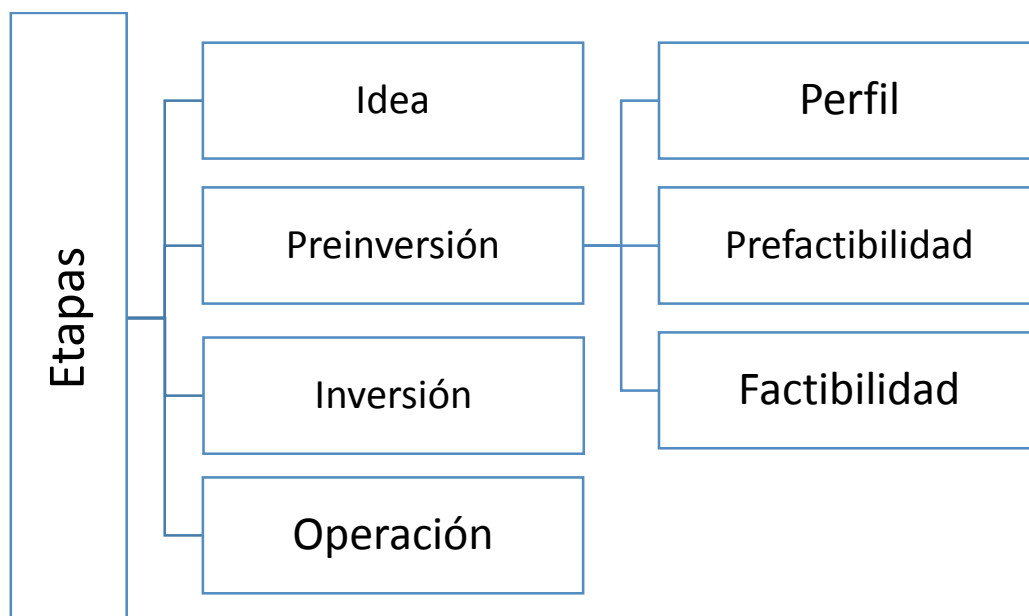 Etapas
Idea
Preinversión
Inversión
Operación
Perfil
Prefactibilidad
Factibilidad